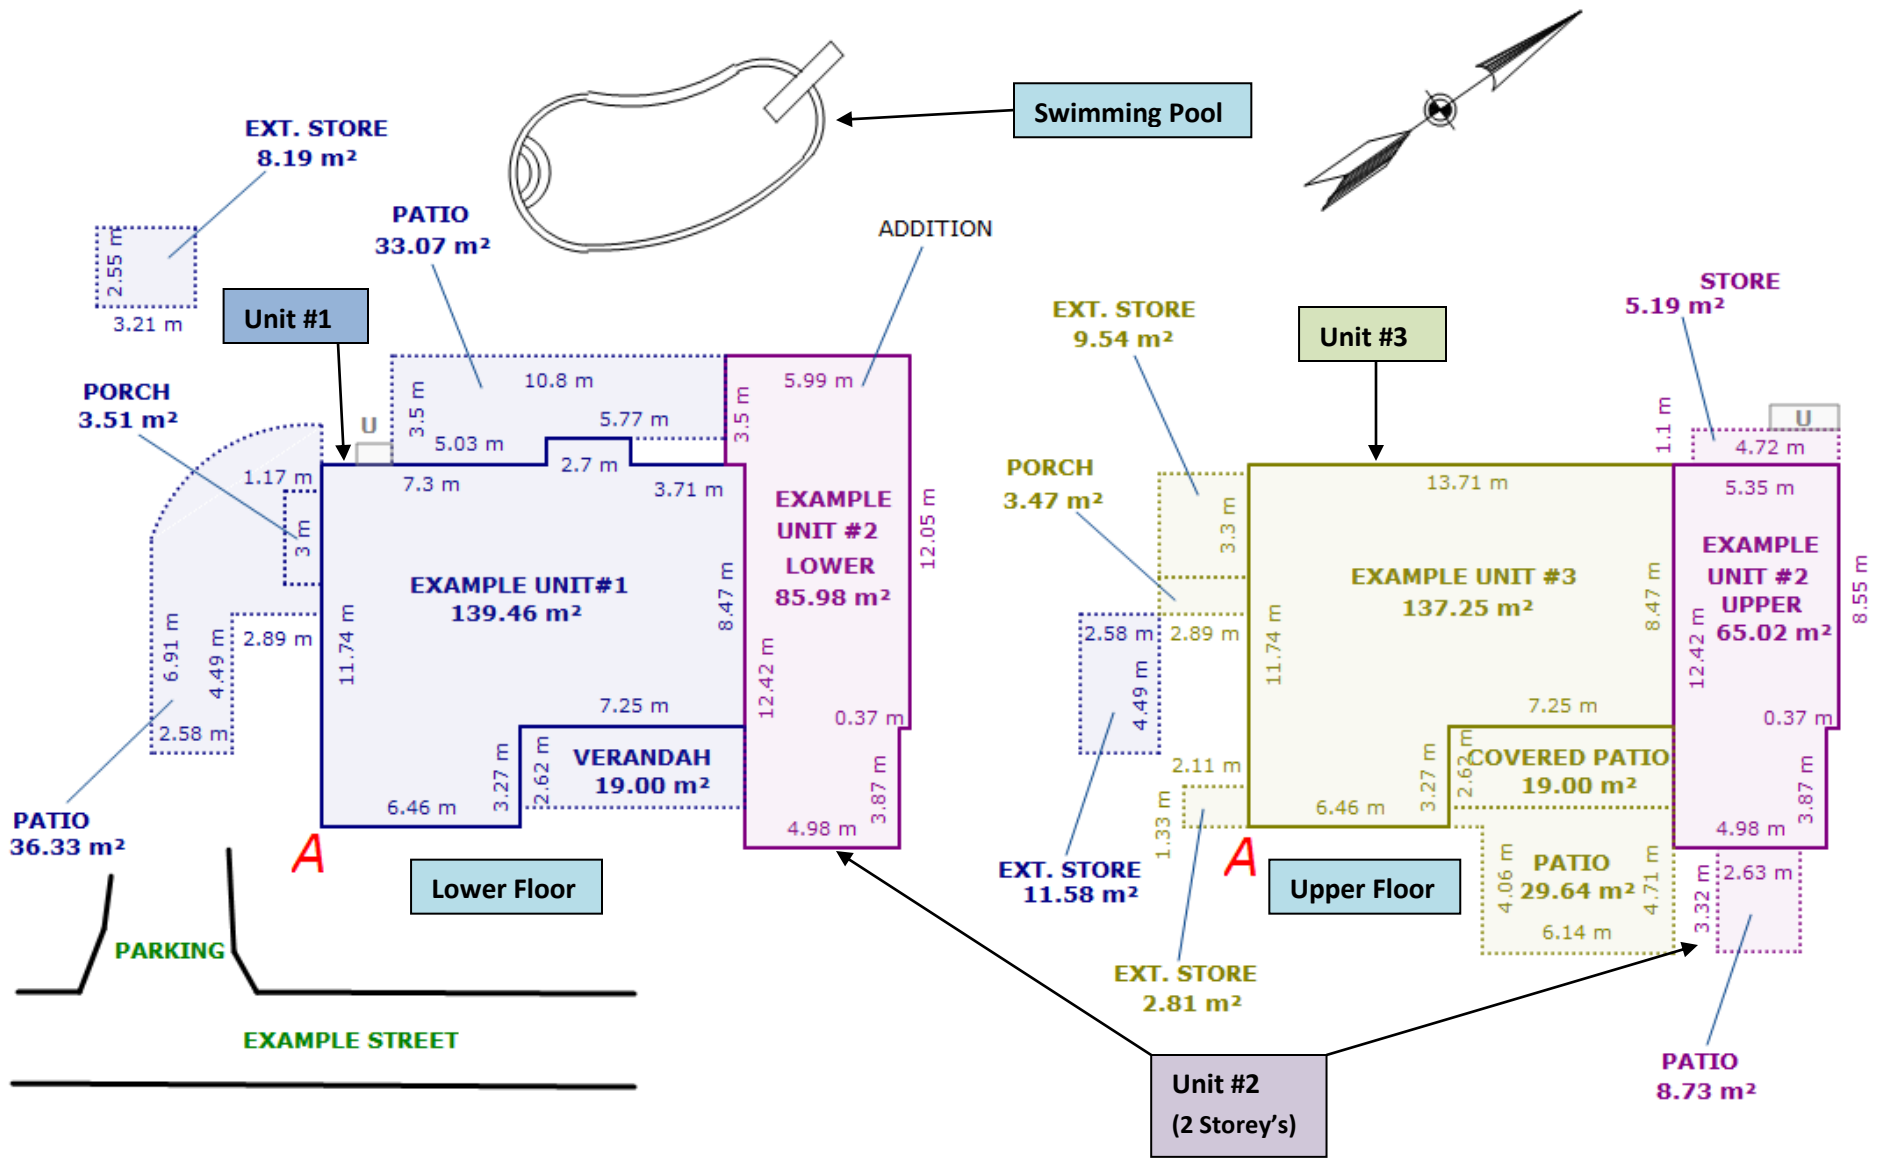 Swimming Pool
EXT. STORE
8.19 m²
2.55 m
3.21 m
PATIO
33.07 m²
ADDITION
Unit #1
PORCH
3.51 m²
U
10.8 m
3.5 m
5.77 m
5.03 m
2.7 m
7.3 m
3.71 m
1.17 m
3 m
5.99 m
3.5 m
EXAMPLE
UNIT #2
LOWER
85.98 m²
12.05 m
EXAMPLE UNIT#1
139.46 m²
8.47 m
11.74 m
6.91 m
4.49 m
2.89 m
2.58 m
12.42 m
0.37 m
7.25 m
VERANDAH
19.00 m²
3.27 m
2.62 m
6.46 m
3.87 m
4.98 m
PATIO
36.33 m²
A
Lower Floor
PARKING
EXAMPLE STREET
STORE
5.19 m²
EXT. STORE
9.54 m²
Unit #3
1.1 m
U
4.72 m
PORCH
3.47 m²
3.3 m
13.71 m
5.35 m
EXAMPLE
UNIT #2
UPPER
65.02 m²
8.55 m
EXAMPLE UNIT #3
137.25 m²
8.47 m
11.74 m
12.42 m
2.58 m
2.89 m
4.49 m
7.25 m
0.37 m
COVERED PATIO
19.00 m²
3.27 m
2.62 m
2.11 m
1.33 m
6.46 m
3.87 m
4.98 m
EXT. STORE
11.58 m²
A
Upper Floor
PATIO
29.64 m²
4.06 m
4.71 m
6.14 m
3.32 m
2.63 m
EXT. STORE
2.81 m²
PATIO
8.73 m²
Unit #2
(2 Storey’s)